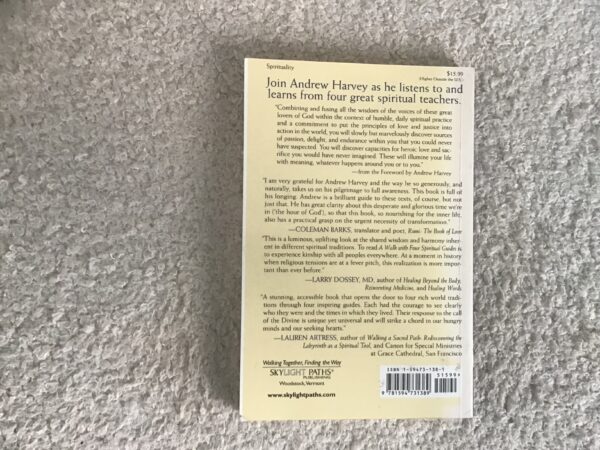 Spirituality
$15.99
(Higher Outside the U.S.)
Join Andrew Harvey as he listens to and
learns from four great spiritual teachers.
"Combining and fusing all the wisdom of the voices of these great
lovers of God within the context of humble, daily spiritual practice
and a commitment to put the principles of love and justice into
action in the world, you will slowly but marvelously discover sources
of passion, delight, and endurance within you that you could never
have suspected. You will discover capacities for heroic love and sac-
rifice you would have never imagined. These will illumine your life
with meaning, whatever happens around you or to you."
—from the Foreword by Andrew Harvey
"I am very grateful for Andrew Harvey and the way he so generously, and
naturally, takes us on his pilgrimage to full awareness. This book is full of
his longing. Andrew is a brilliant guide to these texts, of course, but not
just that. He has great clarity about this desperate and glorious time we're
in ('the hour of God'), so that this book, so nourishing for the inner life,
also has a practical grasp on the urgent necessity of transformation."
—COLEMAN BARKS, translator and poet, Rumi: The Book of Love
"This is a luminous, uplifting look at the shared wisdom and harmony inher-
ent in different spiritual traditions. To read A Walk with Four Spiritual Guides is
to experience kinship with all peoples everywhere. At a moment in history
when religious tensions are at a fever pitch, this realization is more impor-
tant than ever before."
—LARRY DOSSEY, MD, author of Healing Beyond the Body,
Reinventing Medicine, and Healing Words
"A stunning, accessible book that opens the door to four rich world tradi-
tions through four inspiring guides. Each had the courage to see clearly
who they were and the times in which they lived. Their response to the call
of the Divine is unique yet universal and will strike a chord in our hungry
minds and our seeking hearts."
—LAUREN ARTRESS, author of Walking a Sacred Path: Rediscovering the
Labyrinth as a Spiritual Tool, and Canon for Special Ministries
at Grace Cathedral, San Francisco
Walking Together, Finding the Way
SKYLIGHT PATHS®
PUBLISHING
Woodstock, Vermont
www.skylightpaths.com
ISBN 1-59473-138-1
51599
9 781594 731389